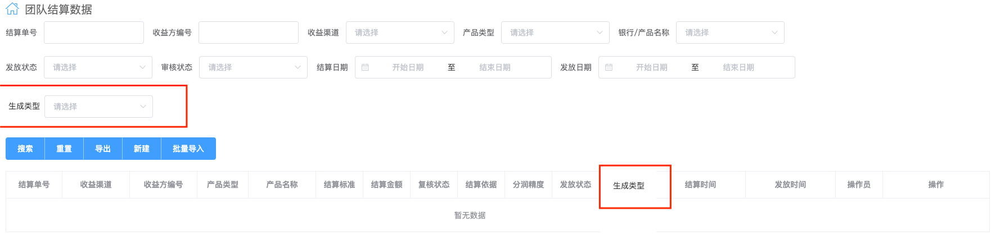 团队结算数据
结算单号 收益方编号 收益渠道 请选择 产品类型 请选择 银行/产品名称 请选择
发放状态 请选择 审核状态 请选择 结算日期 开始日期 至 结束日期 发放日期 开始日期 至 结束日期
生成类型 请选择
搜索 重置 导出 新建 批量导入
结算单号 收益渠道 收益方编号 产品类型 产品名称 结算标准 结算金额 复核状态 结算依据 分润精度 发放状态 生成类型 结算时间 发放时间 操作员 操作
暂无数据